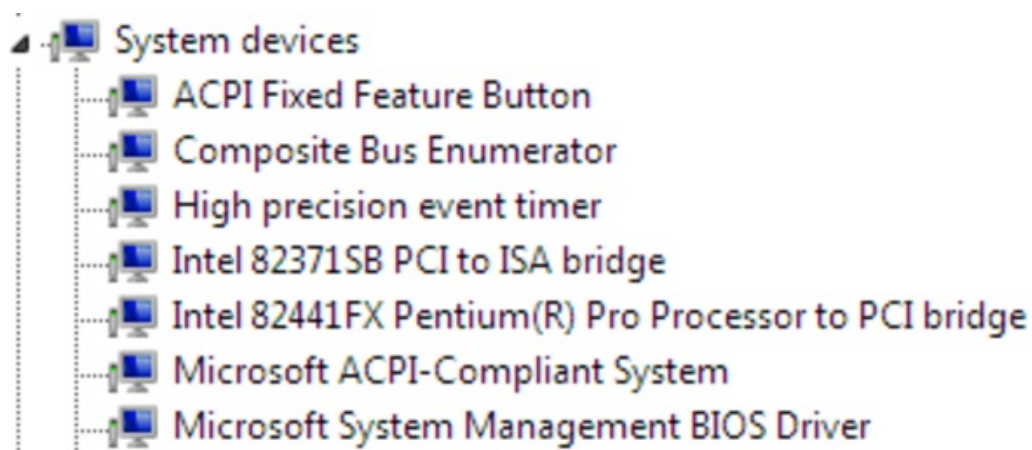 System devices
ACPI Fixed Feature Button
Composite Bus Enumerator
High precision event timer
Intel 82371SB PCI to ISA bridge
Intel 82441FX Pentium(R) Pro Processor to PCI bridge
Microsoft ACPI-Compliant System
Microsoft System Management BIOS Driver